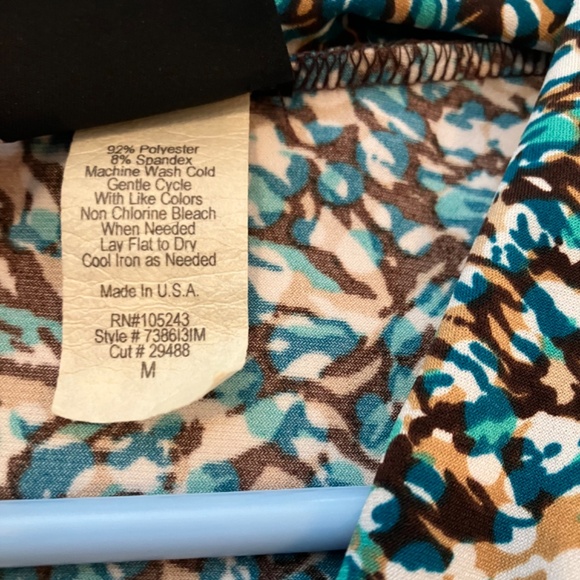 92% Polyester
8% Spandex
Machine Wash Cold
Gentle Cycle
With Like Colors
Non Chlorine Bleach
When Needed
Lay Flat to Dry
Cool Iron as Needed
Made In U.S.A.
RN#105243
Style # 7386I3IM
Cut # 29488
M